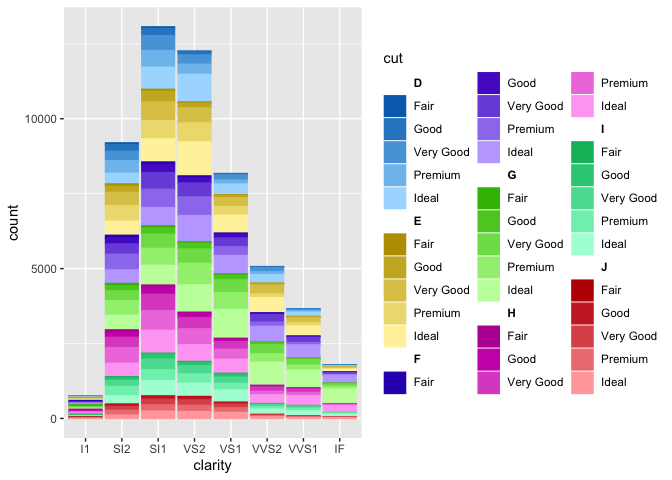 10000
5000
0
count
I1
SI2
SI1
VS2
VS1
VVS2
VVS1
IF
clarity
cut
D
Fair
Good
Very Good
Premium
Ideal
E
Fair
Good
Very Good
Premium
Ideal
F
Fair
Good
Very Good
Premium
Ideal
G
Fair
Good
Very Good
Premium
Ideal
H
Fair
Good
Very Good
Premium
Ideal
I
Fair
Good
Very Good
Premium
Ideal
J
Fair
Good
Very Good
Premium
Ideal